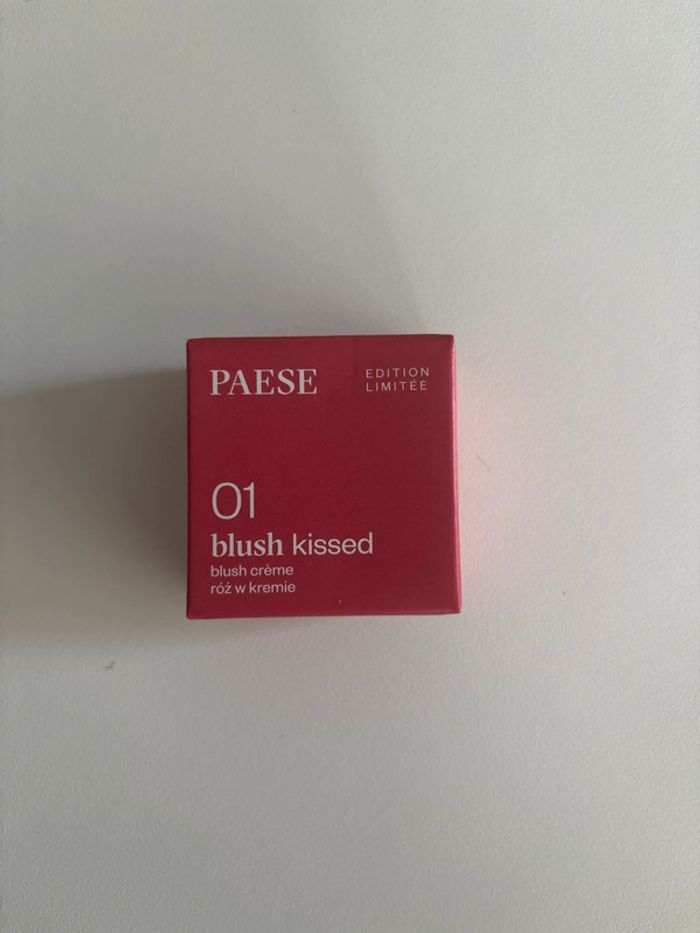 PAESE
EDITION
LIMITÉE
01
blush kissed
blush crème
róż w kremie